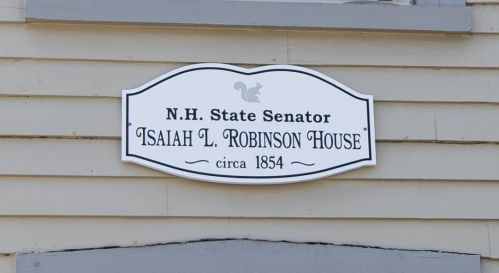 N.H. State Senator
ISAIAH L. ROBINSON HOUSE
circa 1854